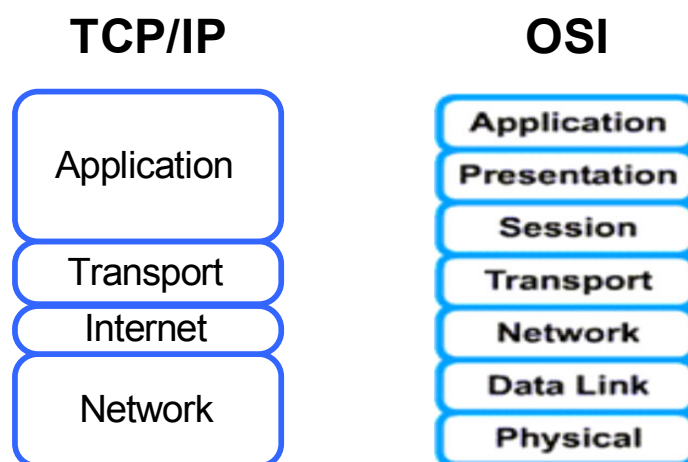 TCP/IP
Application
Transport
Internet
Network
OSI
Application
Presentation
Session
Transport
Network
Data Link
Physical